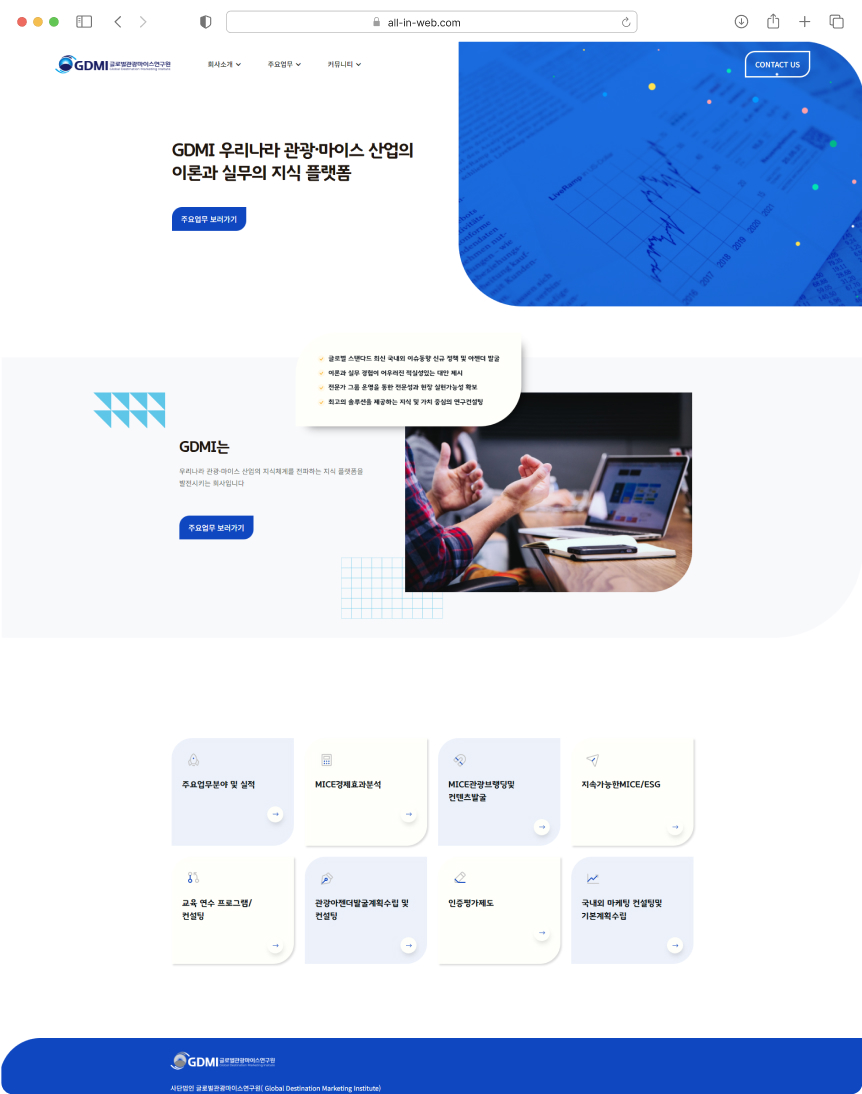 all-in-web.com
GDMI 글로벌관광마이스연구원
Global Destination Marketing Institute
회사소개
주요업무
커뮤니티
CONTACT US
GDMI 우리나라 관광·마이스 산업의
이론과 실무의 지식 플랫폼
주요업무 보러가기
LiveRamp
2016 2017 2018 2019 2020 2021
글로벌 스탠다드 최신 국내외 이슈동향 신규 정책 및 아젠더 발굴
이론과 실무 경험이 어우러진 적실성있는 대안 제시
전문가 그룹 운영을 통한 전문성과 현장 실현가능성 확보
최고의 솔루션을 제공하는 지식 및 가치 중심의 연구컨설팅
GDMI는
우리나라 관광·마이스 산업의 지식체계를 전파하는 지식 플랫폼을
발전시키는 회사입니다
주요업무 보러가기
주요업무분야 및 실적
MICE경제효과분석
MICE관광브랭딩및
컨텐츠발굴
지속가능한MICE/ESG
교육 연수 프로그램/
컨설팅
관광아젠더발굴계획수립 및
컨설팅
인증평가제도
국내외 마케팅 컨설팅및
기본계획수립
GDMI 글로벌관광마이스연구원
사단법인 글로벌관광마이스연구원( Global Destination Marketing Institute)